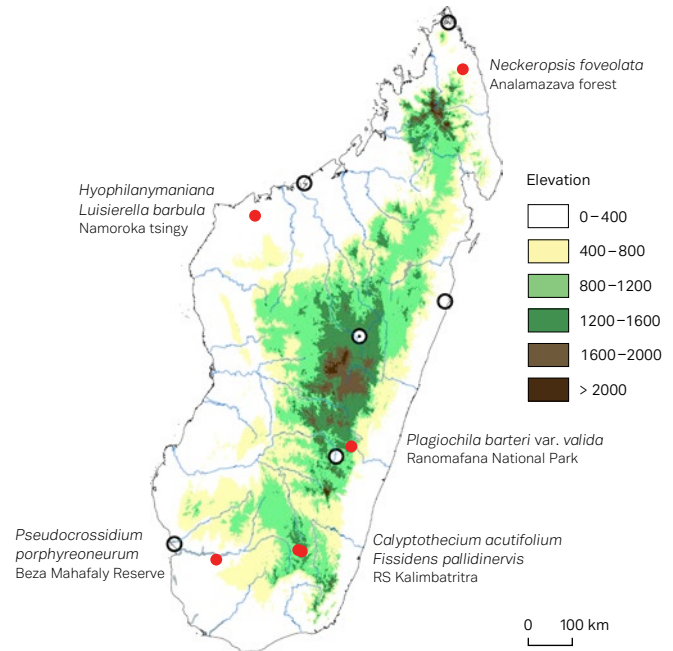 Neckeropsis foveolata
Analamazava forest
Hyophilanymaniana
Luisierella barbula
Namoroka tsingy
Elevation
0–400
400–800
800–1200
1200–1600
1600–2000
> 2000
Plagiochila barteri var. valida
Ranomafana National Park
Pseudocrossidium
porphyreoneurum
Beza Mahafaly Reserve
Calyptothecium acutifolium
Fissidens pallidinervis
RS Kalimbatritra
0 100 km